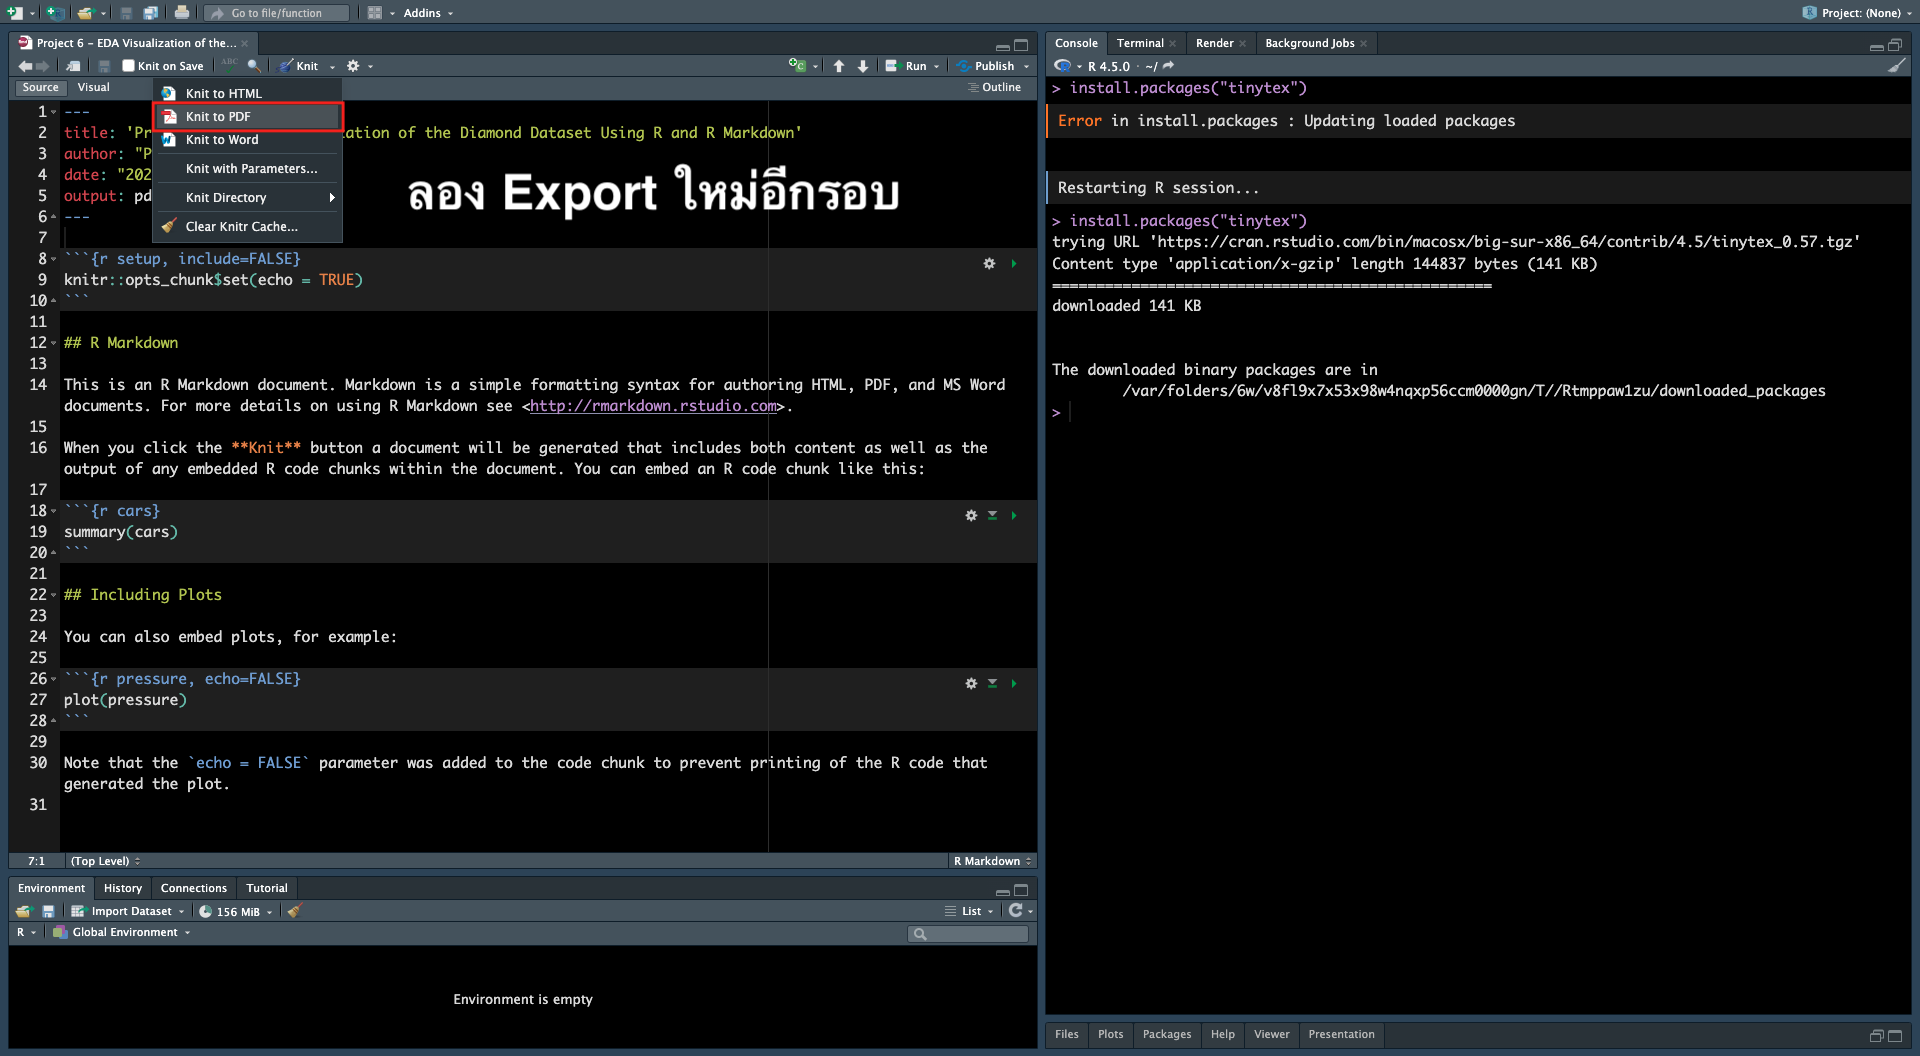 Go to file/function
Addins
Project: (None)
Project 6 – EDA Visualization of the...
Knit on Save
ABC
Knit
Run
Publish
Source
Visual
Outline
Knit to HTML
Knit to PDF
Knit to Word
Knit with Parameters...
Knit Directory
Clear Knitr Cache...
ลอง Export ใหม่อีกรอบ
1 ---
2 title: 'Pr ation of the Diamond Dataset Using R and R Markdown'
3 author: "P
4 date: "202
5 output: pd
6 ---
7
8 ```{r setup, include=FALSE}
9 knitr::opts_chunk$set(echo = TRUE)
10 ```
11
12 ## R Markdown
13
14 This is an R Markdown document. Markdown is a simple formatting syntax for authoring HTML, PDF, and MS Word
documents. For more details on using R Markdown see <http://rmarkdown.rstudio.com>.
15
16 When you click the **Knit** button a document will be generated that includes both content as well as the
output of any embedded R code chunks within the document. You can embed an R code chunk like this:
17
18 ```{r cars}
19 summary(cars)
20 ```
21
22 ## Including Plots
23
24 You can also embed plots, for example:
25
26 ```{r pressure, echo=FALSE}
27 plot(pressure)
28 ```
29
30 Note that the `echo = FALSE` parameter was added to the code chunk to prevent printing of the R code that
generated the plot.
31
7:1
(Top Level)
R Markdown
Environment
History
Connections
Tutorial
Import Dataset
156 MiB
List
R
Global Environment
Environment is empty
Console
Terminal
Render
Background Jobs
R 4.5.0 · ~/
> install.packages("tinytex")
Error in install.packages : Updating loaded packages
Restarting R session...
> install.packages("tinytex")
trying URL 'https://cran.rstudio.com/bin/macosx/big-sur-x86_64/contrib/4.5/tinytex_0.57.tgz'
Content type 'application/x-gzip' length 144837 bytes (141 KB)
==================================================
downloaded 141 KB
The downloaded binary packages are in
/var/folders/6w/v8fl9x7x53x98w4nqxp56ccm0000gn/T//Rtmppaw1zu/downloaded_packages
>
Files
Plots
Packages
Help
Viewer
Presentation